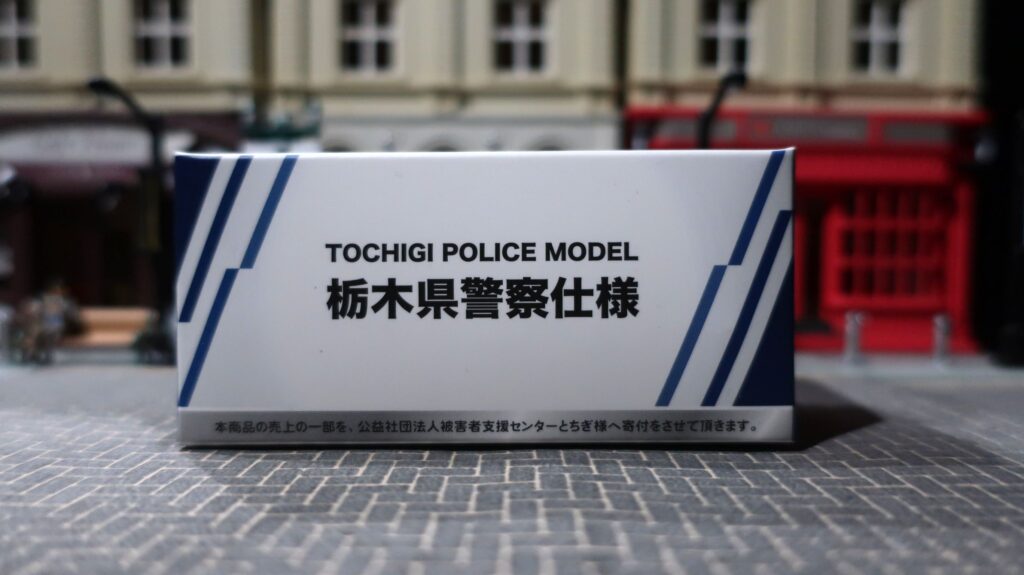 TOCHIGI POLICE MODEL
栃木県警察仕様
本商品の売上の一部を、公益社団法人被害者支援センターとちぎ様へ寄付をさせて頂きます。